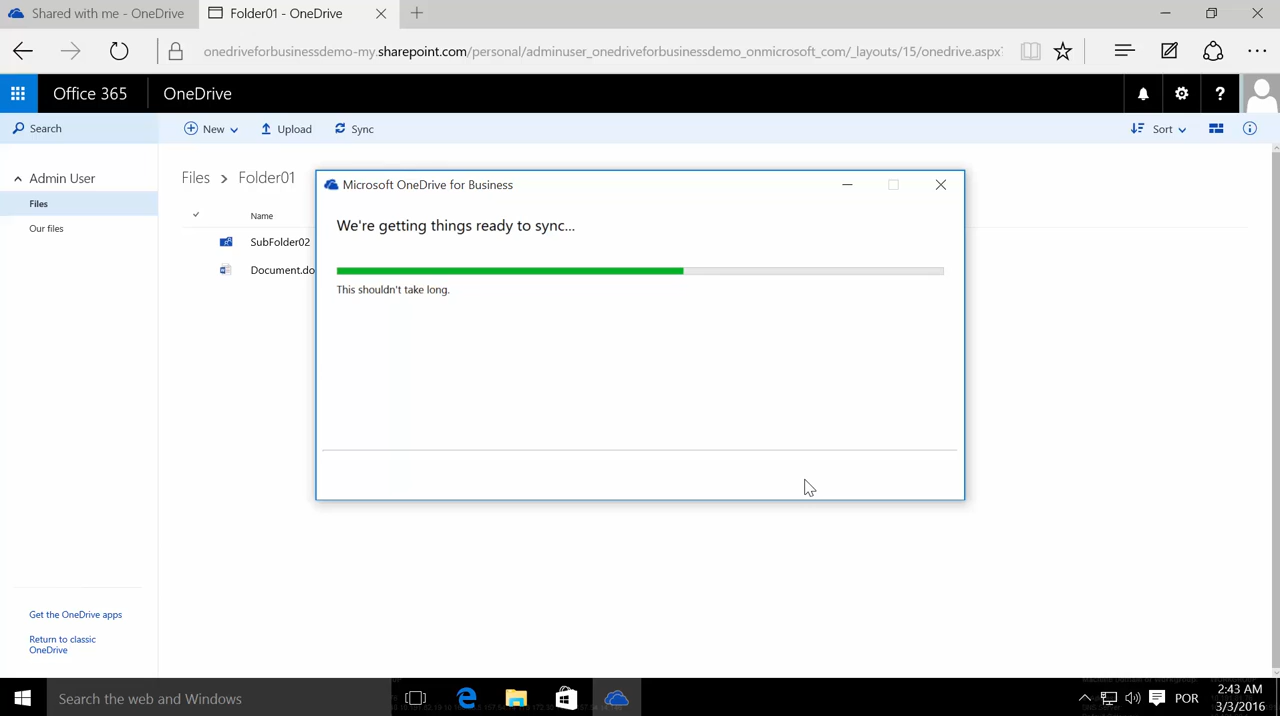 Shared with me - OneDrive
Folder01 - OneDrive
onedriveforbusinessdemo-my.sharepoint.com/personal/adminuser_onedriveforbusinessdemo_onmicrosoft_com/_layouts/15/onedrive.aspx?
Office 365
OneDrive
?
Search
New
Upload
Sync
Sort
Admin User
Files
Our files
Files > Folder01
Name
SubFolder02
Document.do
Microsoft OneDrive for Business
We're getting things ready to sync...
This shouldn't take long.
Get the OneDrive apps
Return to classic
OneDrive
Search the web and Windows
POR
2:43 AM
3/3/2016